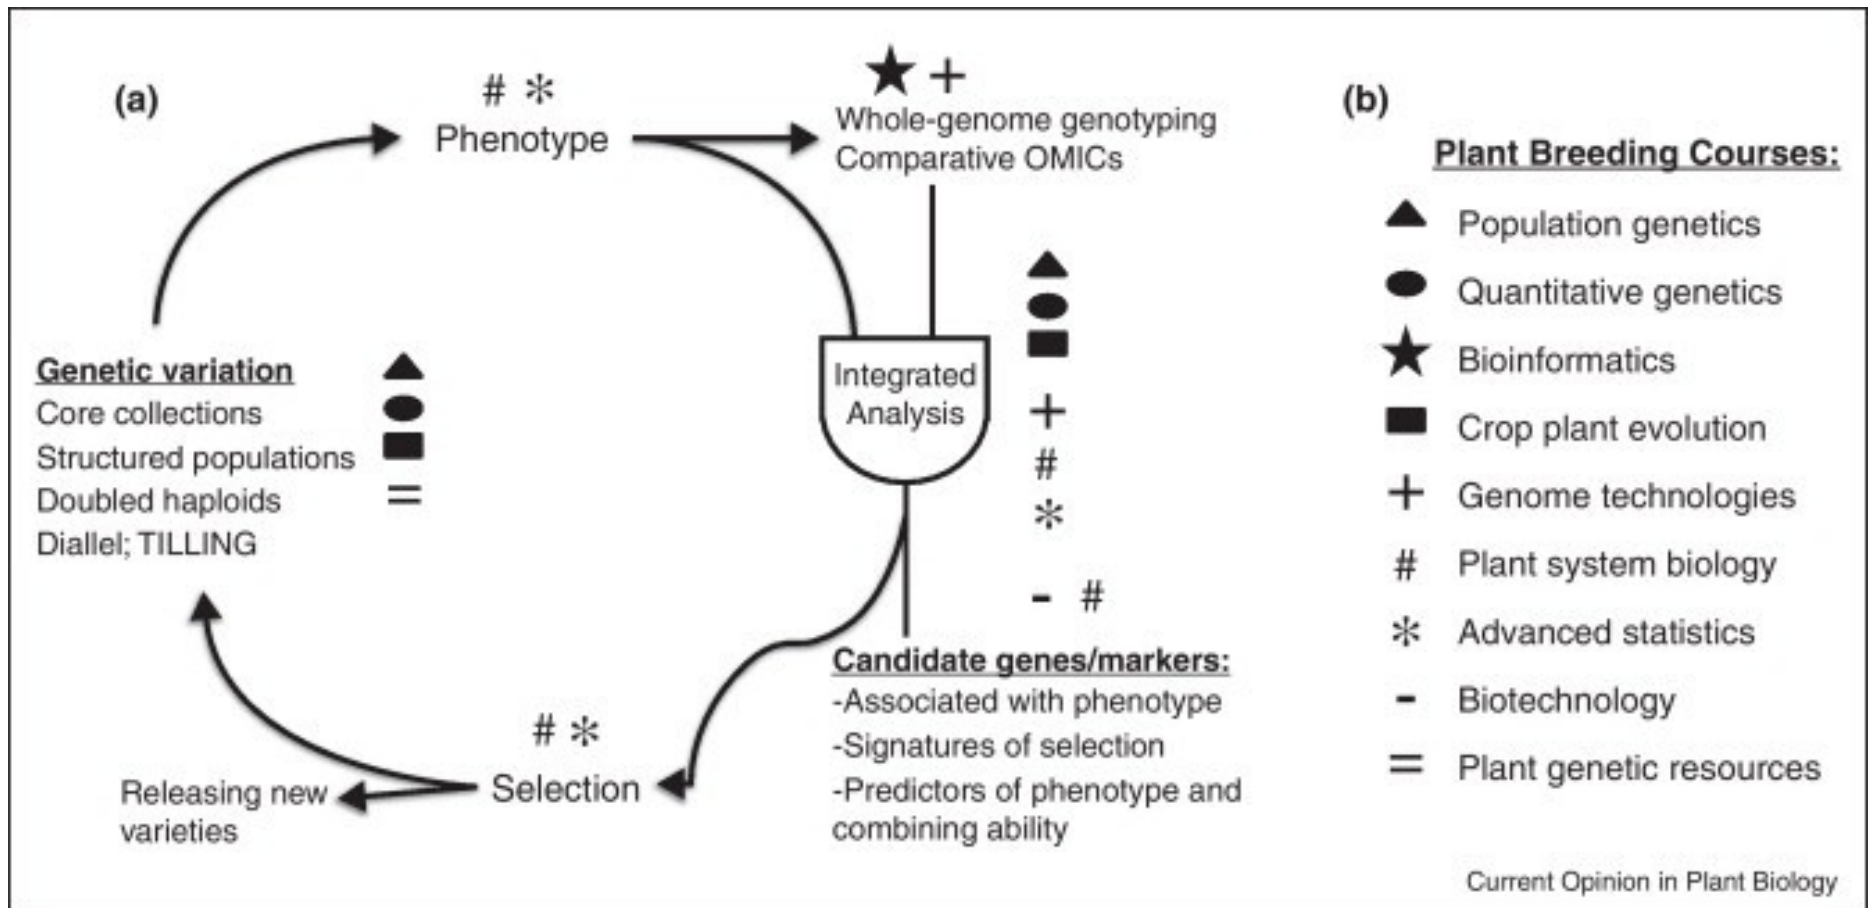 (a)
# *
Phenotype
★ +
Whole-genome genotyping
Comparative OMICs
Genetic variation
Core collections
Structured populations
Doubled haploids
=
Diallel; TILLING
Integrated
Analysis
+
#
*
- #
Candidate genes/markers:
-Associated with phenotype
-Signatures of selection
-Predictors of phenotype and
combining ability
# *
Selection
Releasing new
varieties
(b)
Plant Breeding Courses:
▲ Population genetics
● Quantitative genetics
★ Bioinformatics
■ Crop plant evolution
+ Genome technologies
# Plant system biology
* Advanced statistics
- Biotechnology
= Plant genetic resources
Current Opinion in Plant Biology